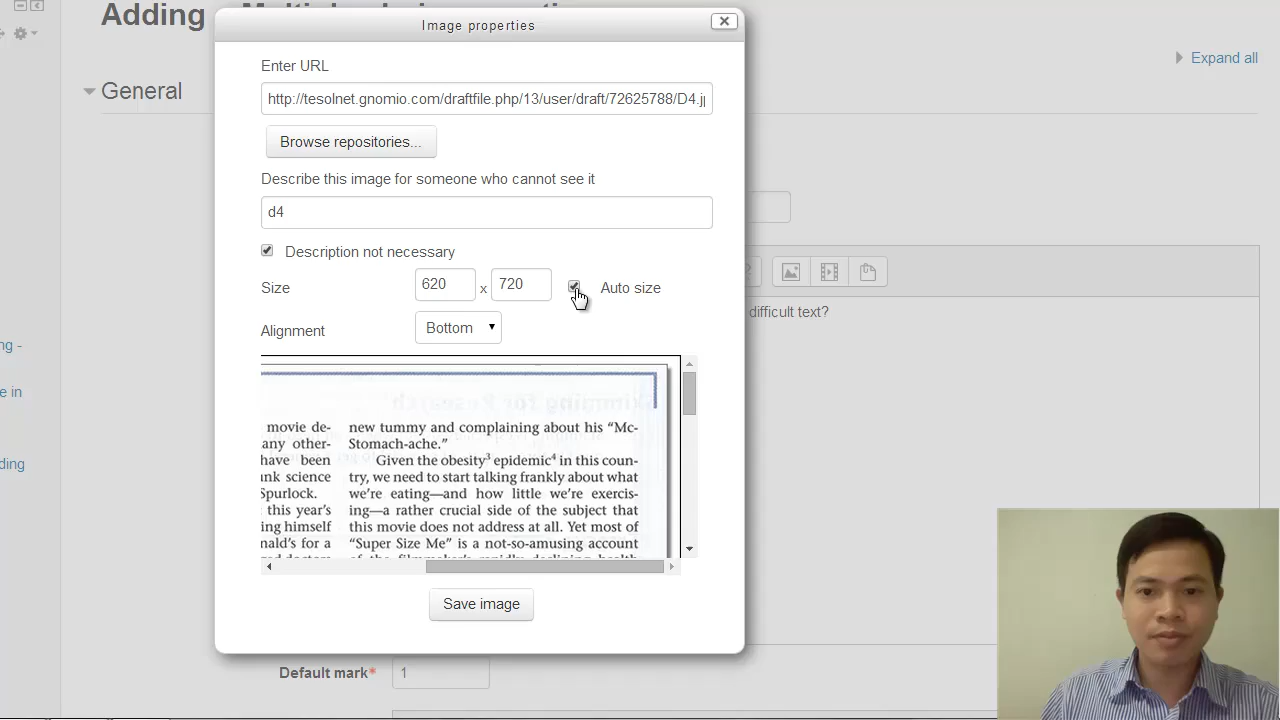 Adding
Image properties
Expand all
Enter URL
General
http://tesolnet.gnomio.com/draftfile.php/13/user/draft/72625788/D4.j
Browse repositories...
Describe this image for someone who cannot see it
d4
Description not necessary
Size 620 x 720 Auto size
difficult text?
Alignment Bottom
ng -
e in
ding
movie de-
any other-
have been
unk science
Spurlock.
this year's
ing himself
nald's for a
new tummy and complaining about his "Mc-
Stomach-ache."
Given the obesity3 epidemic4 in this coun-
try, we need to start talking frankly about what
we're eating—and how little we're exercis-
ing—a rather crucial side of the subject that
this movie does not address at all. Yet most of
"Super Size Me" is a not-so-amusing account
Save image
Default mark* 1